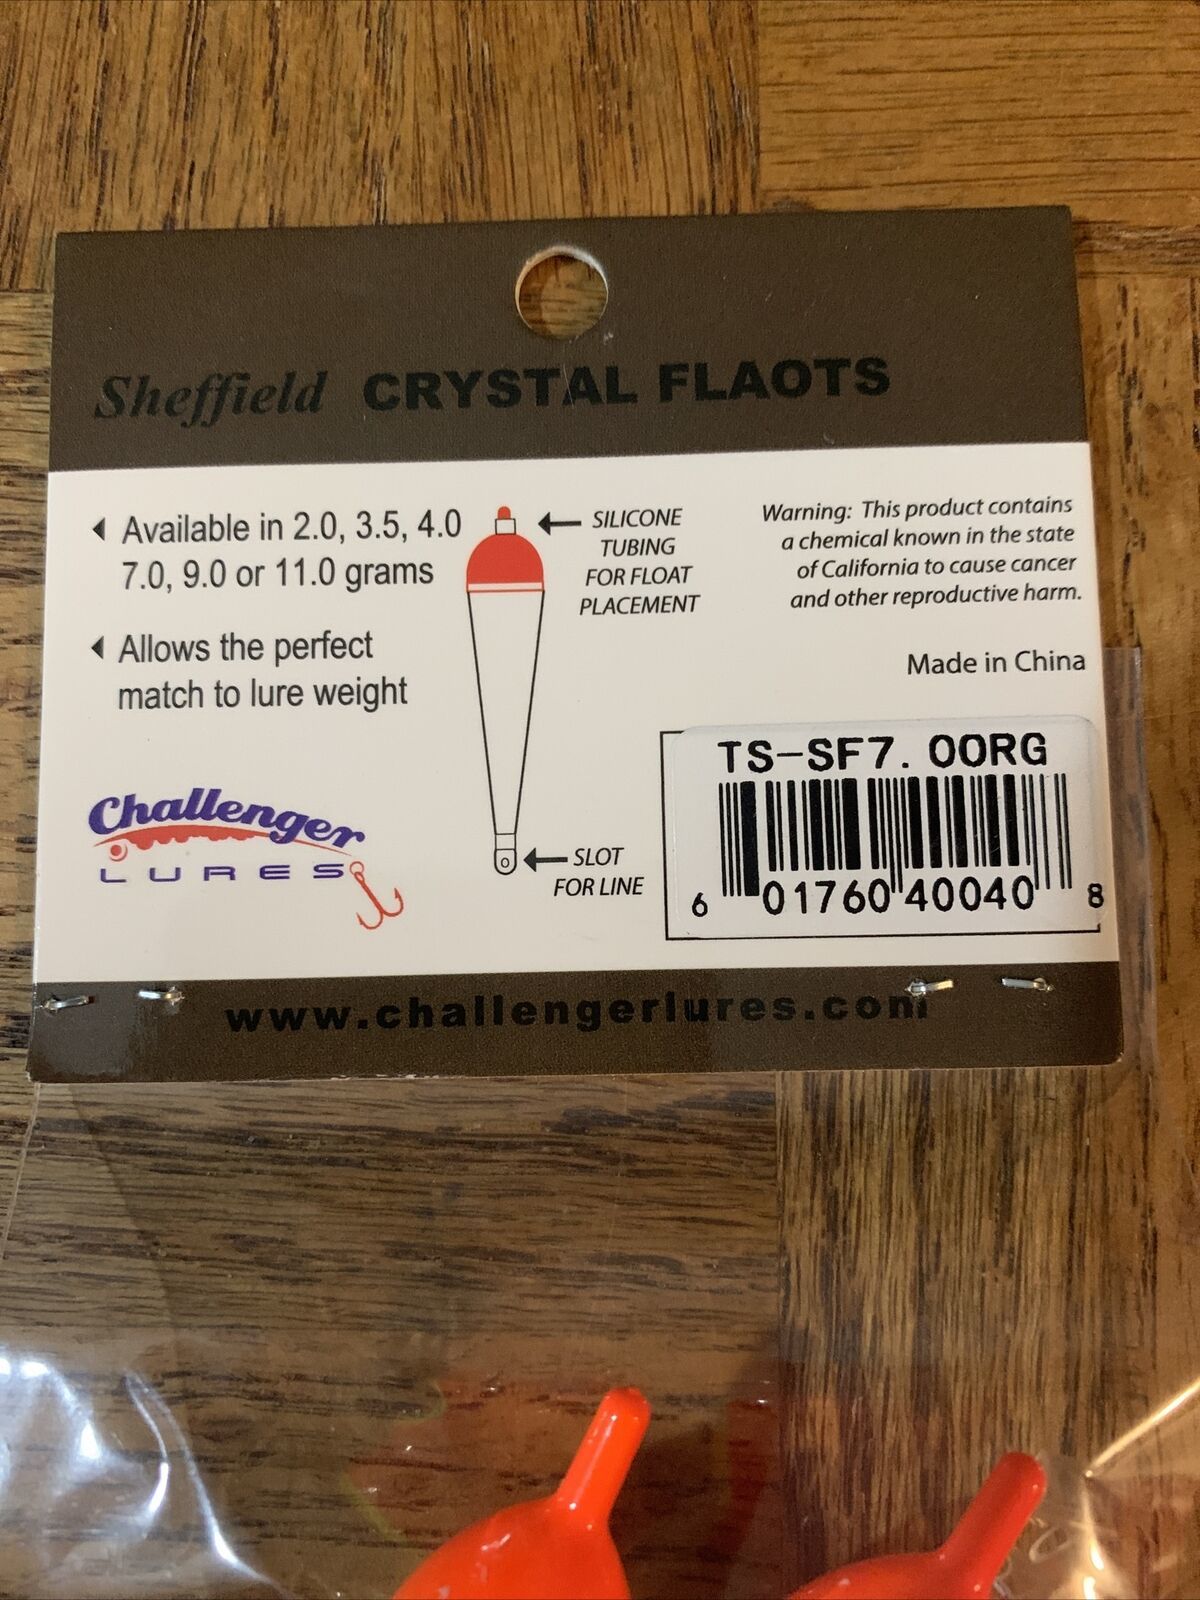 Sheffield CRYSTAL FLAOTS
Available in 2.0, 3.5, 4.0
7.0, 9.0 or 11.0 grams
Allows the perfect
match to lure weight
SILICONE
TUBING
FOR FLOAT
PLACEMENT
SLOT
FOR LINE
Warning: This product contains
a chemical known in the state
of California to cause cancer
and other reproductive harm.
Made in China
Challenger
LURES
TS-SF7.0ORG
6 01760 40040 8
www.challengerlures.com